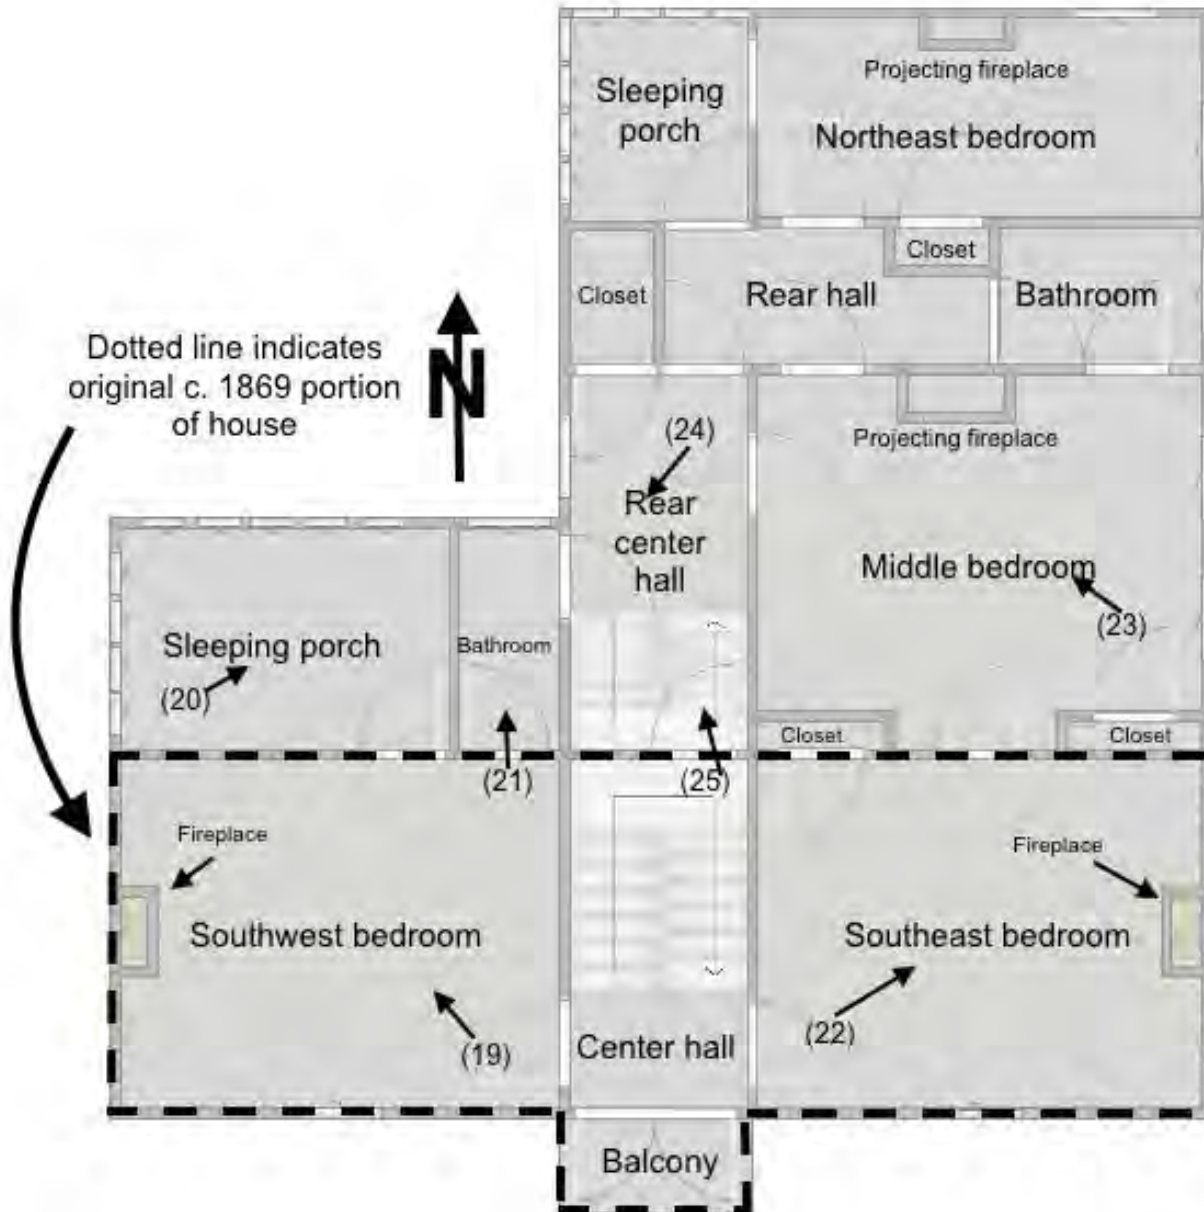 Sleeping
porch
Projecting fireplace
Northeast bedroom
Closet
Closet
Rear hall
Bathroom
Dotted line indicates
original c. 1869 portion
of house
N
(24)
Rear
center
hall
Projecting fireplace
Middle bedroom
(23)
Sleeping porch
(20)
Bathroom
(21)
(25)
Closet
Closet
Fireplace
Southwest bedroom
(19)
Center hall
Fireplace
Southeast bedroom
(22)
Balcony